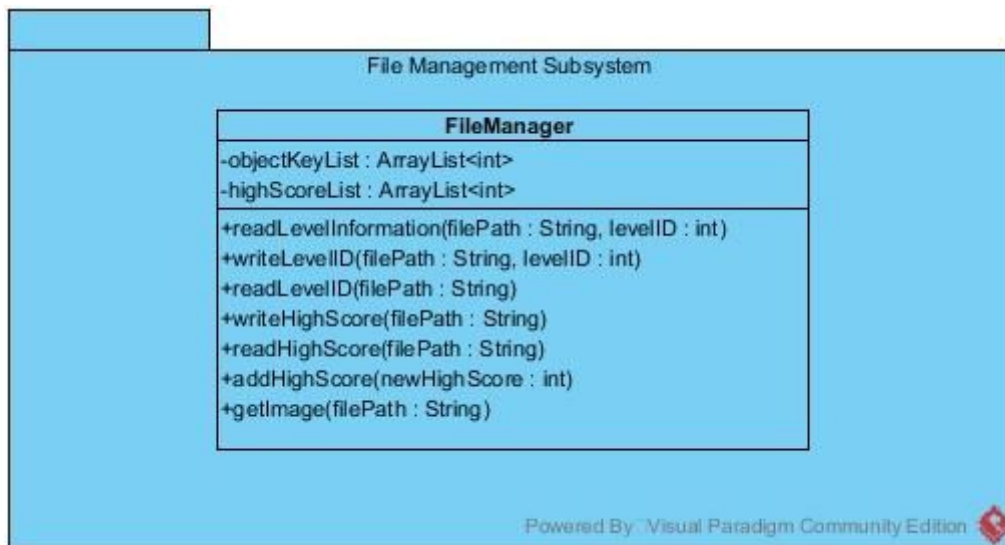 File Management Subsystem
FileManager
-objectKeyList : ArrayList<int>
-highScoreList : ArrayList<int>
+readLevelInformation(filePath : String, levelID : int)
+writeLevelID(filePath : String, levelID : int)
+readLevelID(filePath : String)
+writeHighScore(filePath : String)
+readHighScore(filePath : String)
+addHighScore(newHighScore : int)
+getImage(filePath : String)
Powered By Visual Paradigm Community Edition